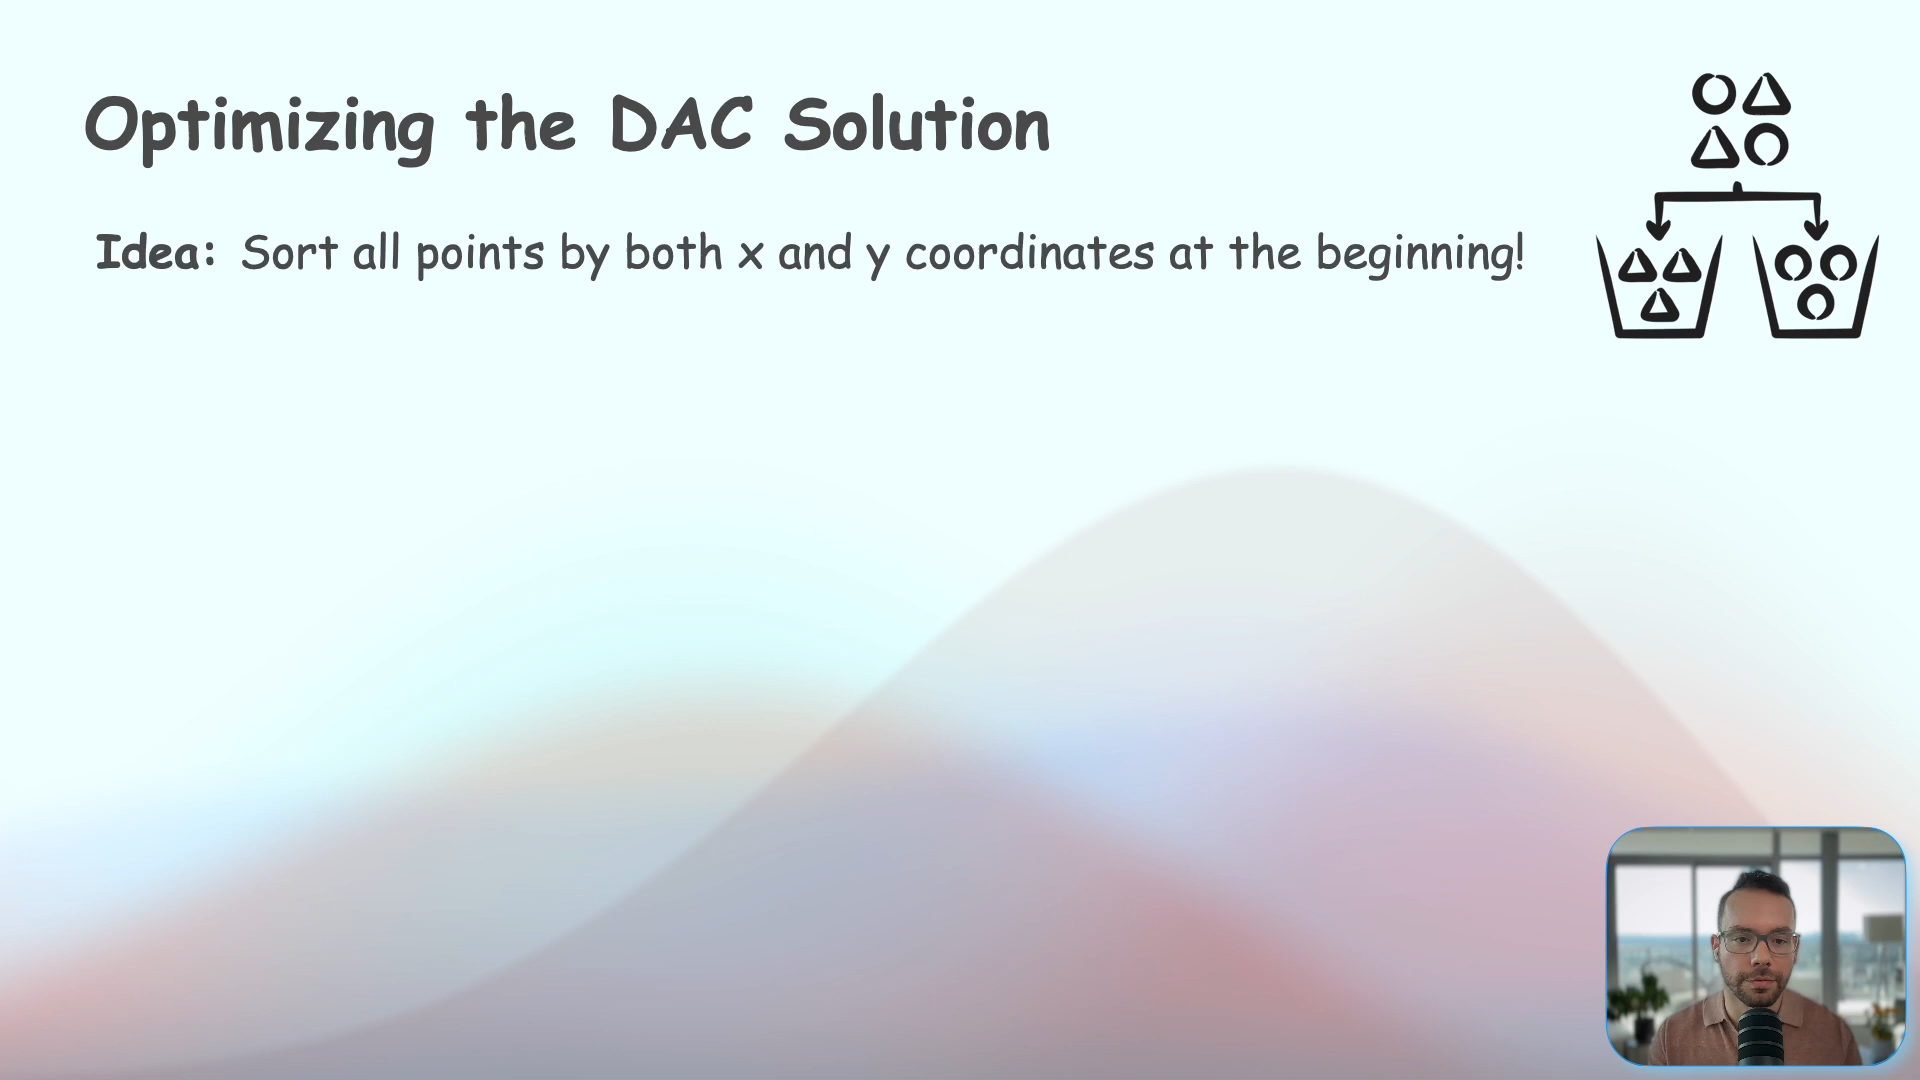 Optimizing the DAC Solution
Idea: Sort all points by both x and y coordinates at the beginning!